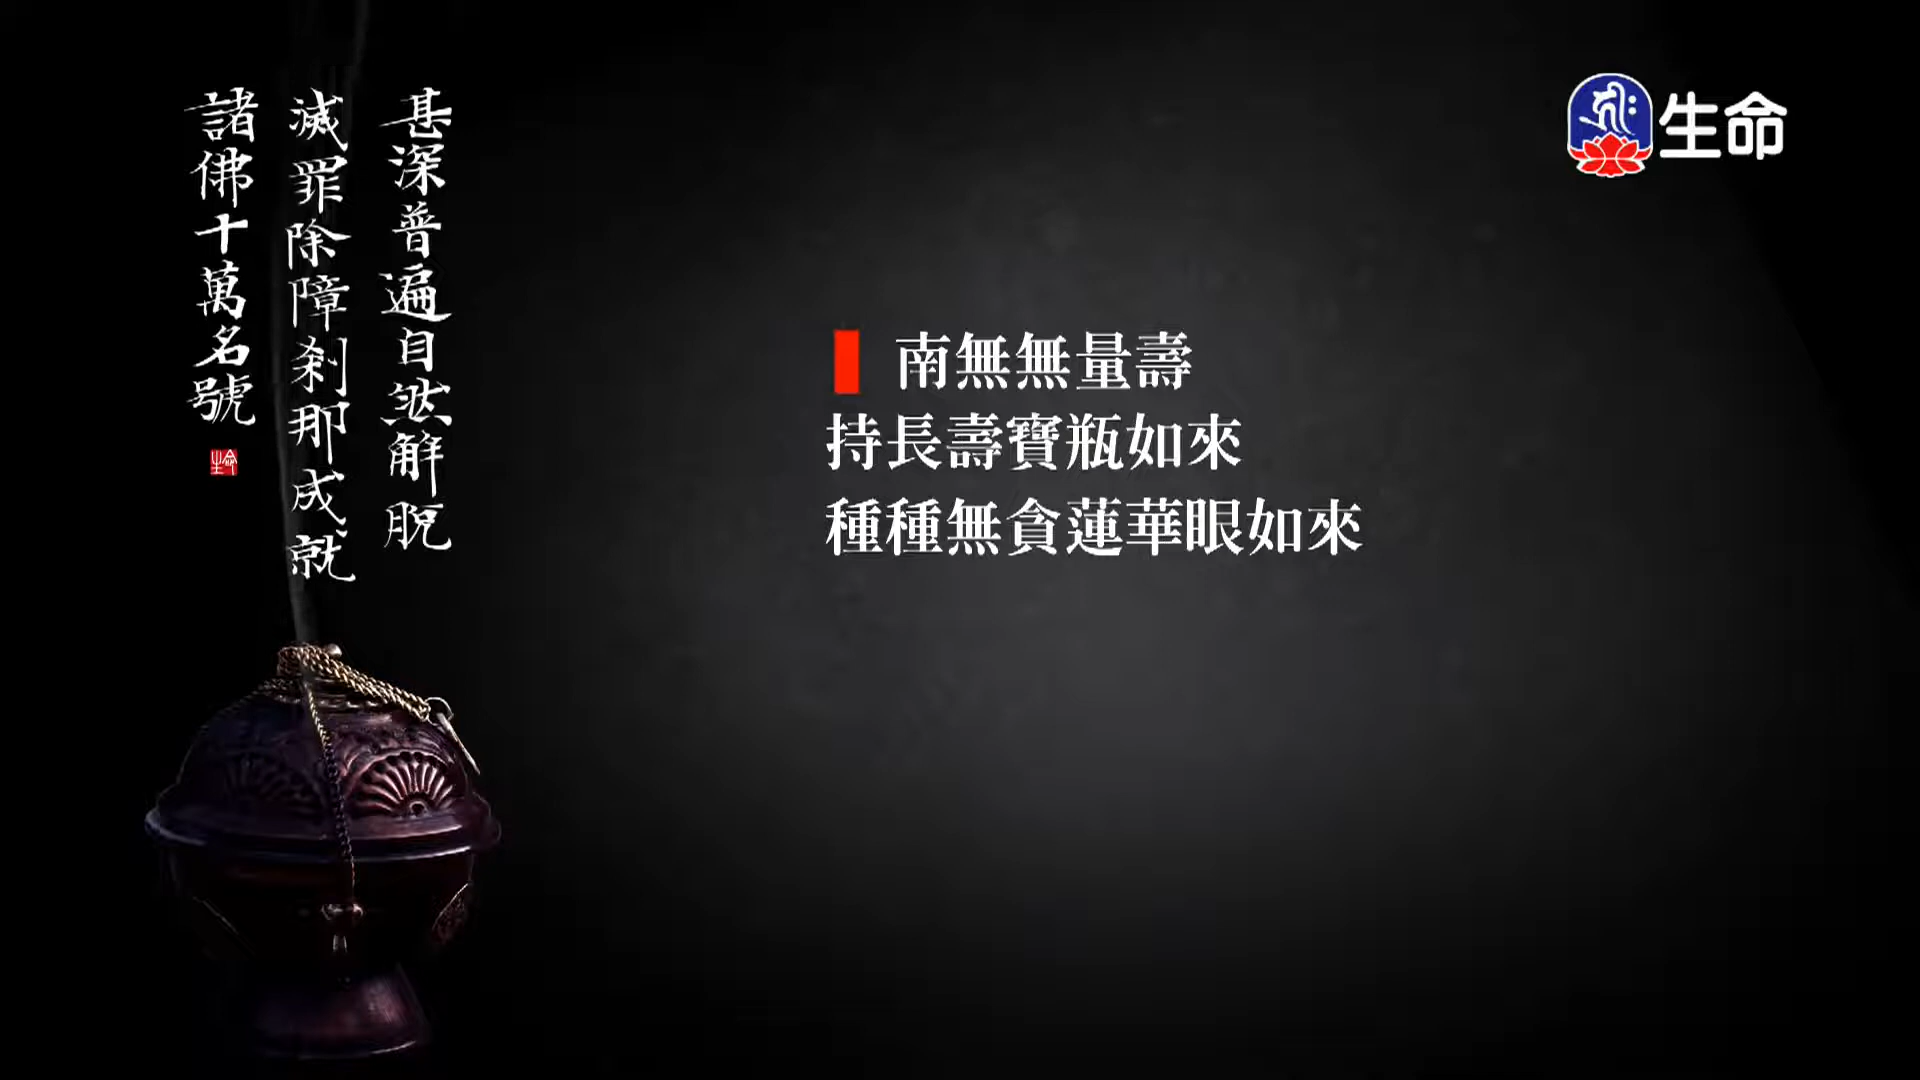 甚深普遍自然解脫
滅罪除障剎那成就
諸佛十萬名號
生命
生命
南無無量壽
持長壽寶瓶如來
種種無貪蓮華眼如來